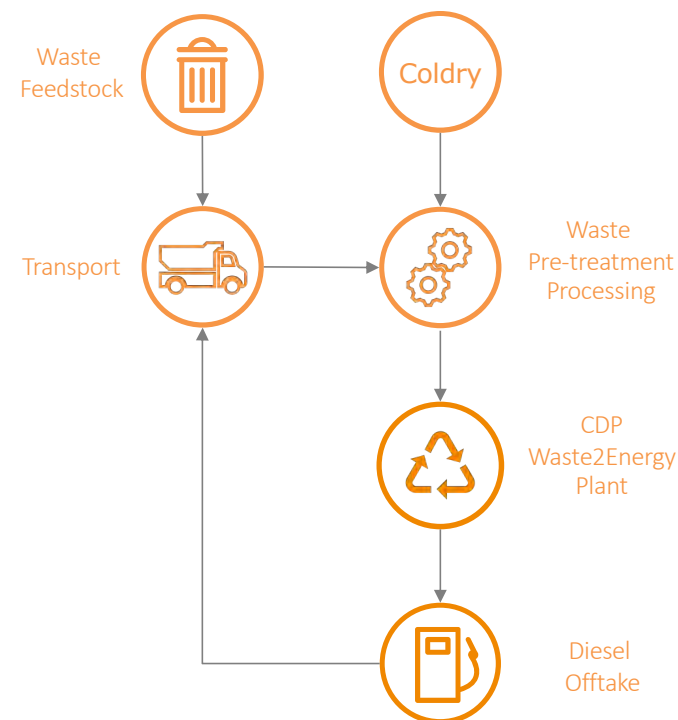 Waste
Feedstock
Coldry
Transport
Waste
Pre-treatment
Processing
CDP
Waste2Energy
Plant
Diesel
Offtake